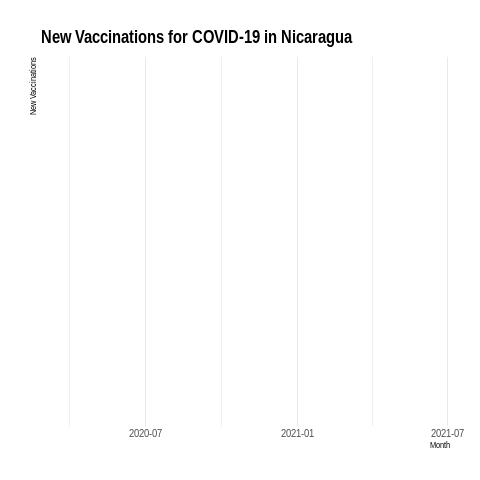 New Vaccinations for COVID-19 in Nicaragua
New Vaccinations
2020-07
2021-01
2021-07
Month